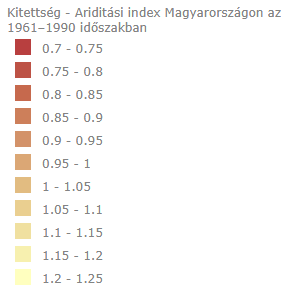 Kitettség - Ariditási index Magyarországon az
1961–1990 időszakban
0.7 - 0.75
0.75 - 0.8
0.8 - 0.85
0.85 - 0.9
0.9 - 0.95
0.95 - 1
1 - 1.05
1.05 - 1.1
1.1 - 1.15
1.15 - 1.2
1.2 - 1.25